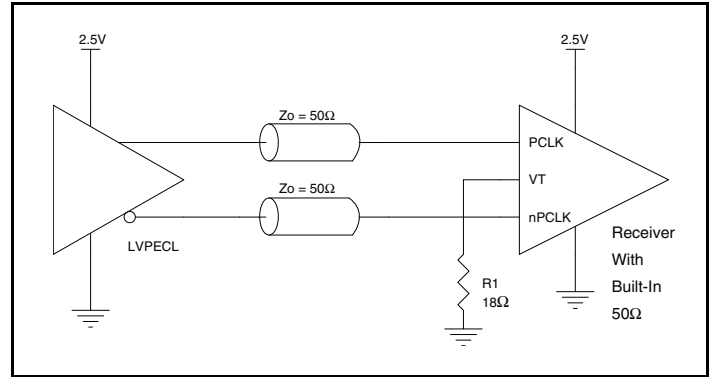 2.5V
2.5V
Zo = 50Ω
PCLK
VT
Zo = 50Ω
nPCLK
LVPECL
Receiver
With
Built-In
50Ω
R1
18Ω